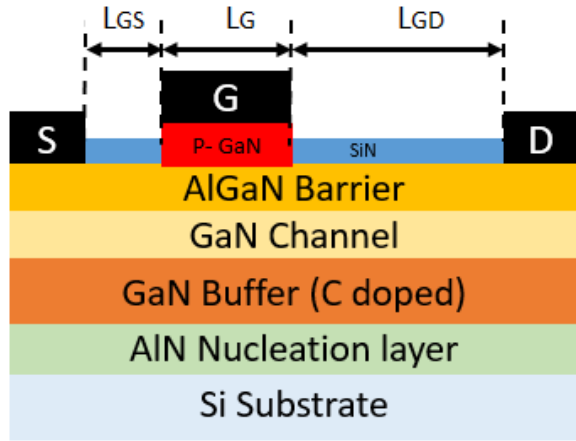 LGS LG LGD
G
S P- GaN SiN D
AlGaN Barrier
GaN Channel
GaN Buffer (C doped)
AlN Nucleation layer
Si Substrate